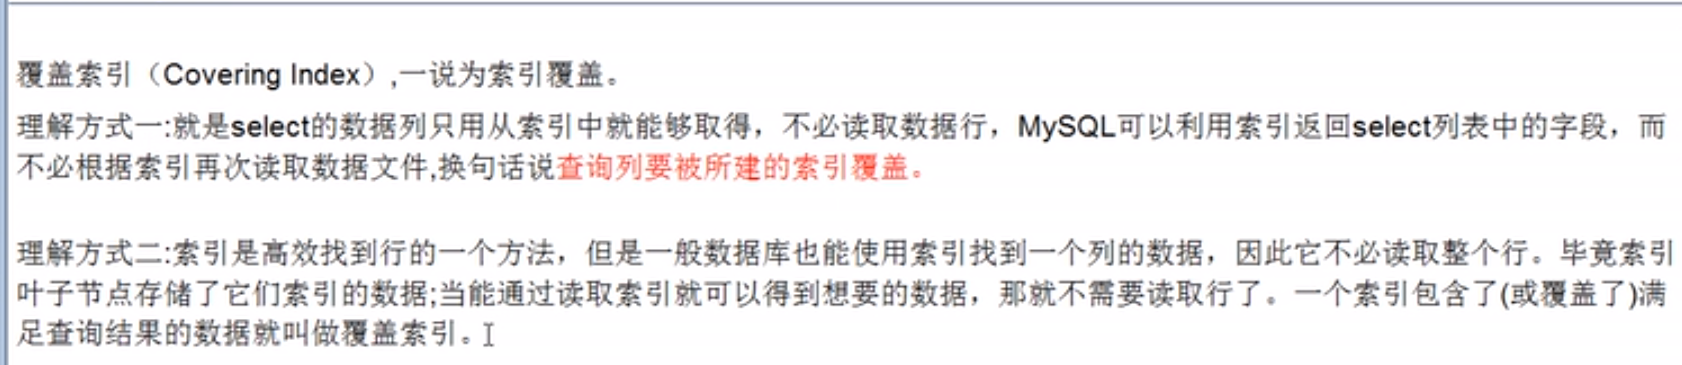 覆盖索引（Covering Index）,一说为索引覆盖。
理解方式一:就是select的数据列只用从索引中就能够取得，不必读取数据行，MySQL可以利用索引返回select列表中的字段，而
不必根据索引再次读取数据文件,换句话说查询列要被所建的索引覆盖。
理解方式二:索引是高效找到行的一个方法，但是一般数据库也能使用索引找到一个列的数据，因此它不必读取整个行。毕竟索引
叶子节点存储了它们索引的数据;当能通过读取索引就可以得到想要的数据，那就不需要读取行了。一个索引包含了(或覆盖了)满
足查询结果的数据就叫做覆盖索引。